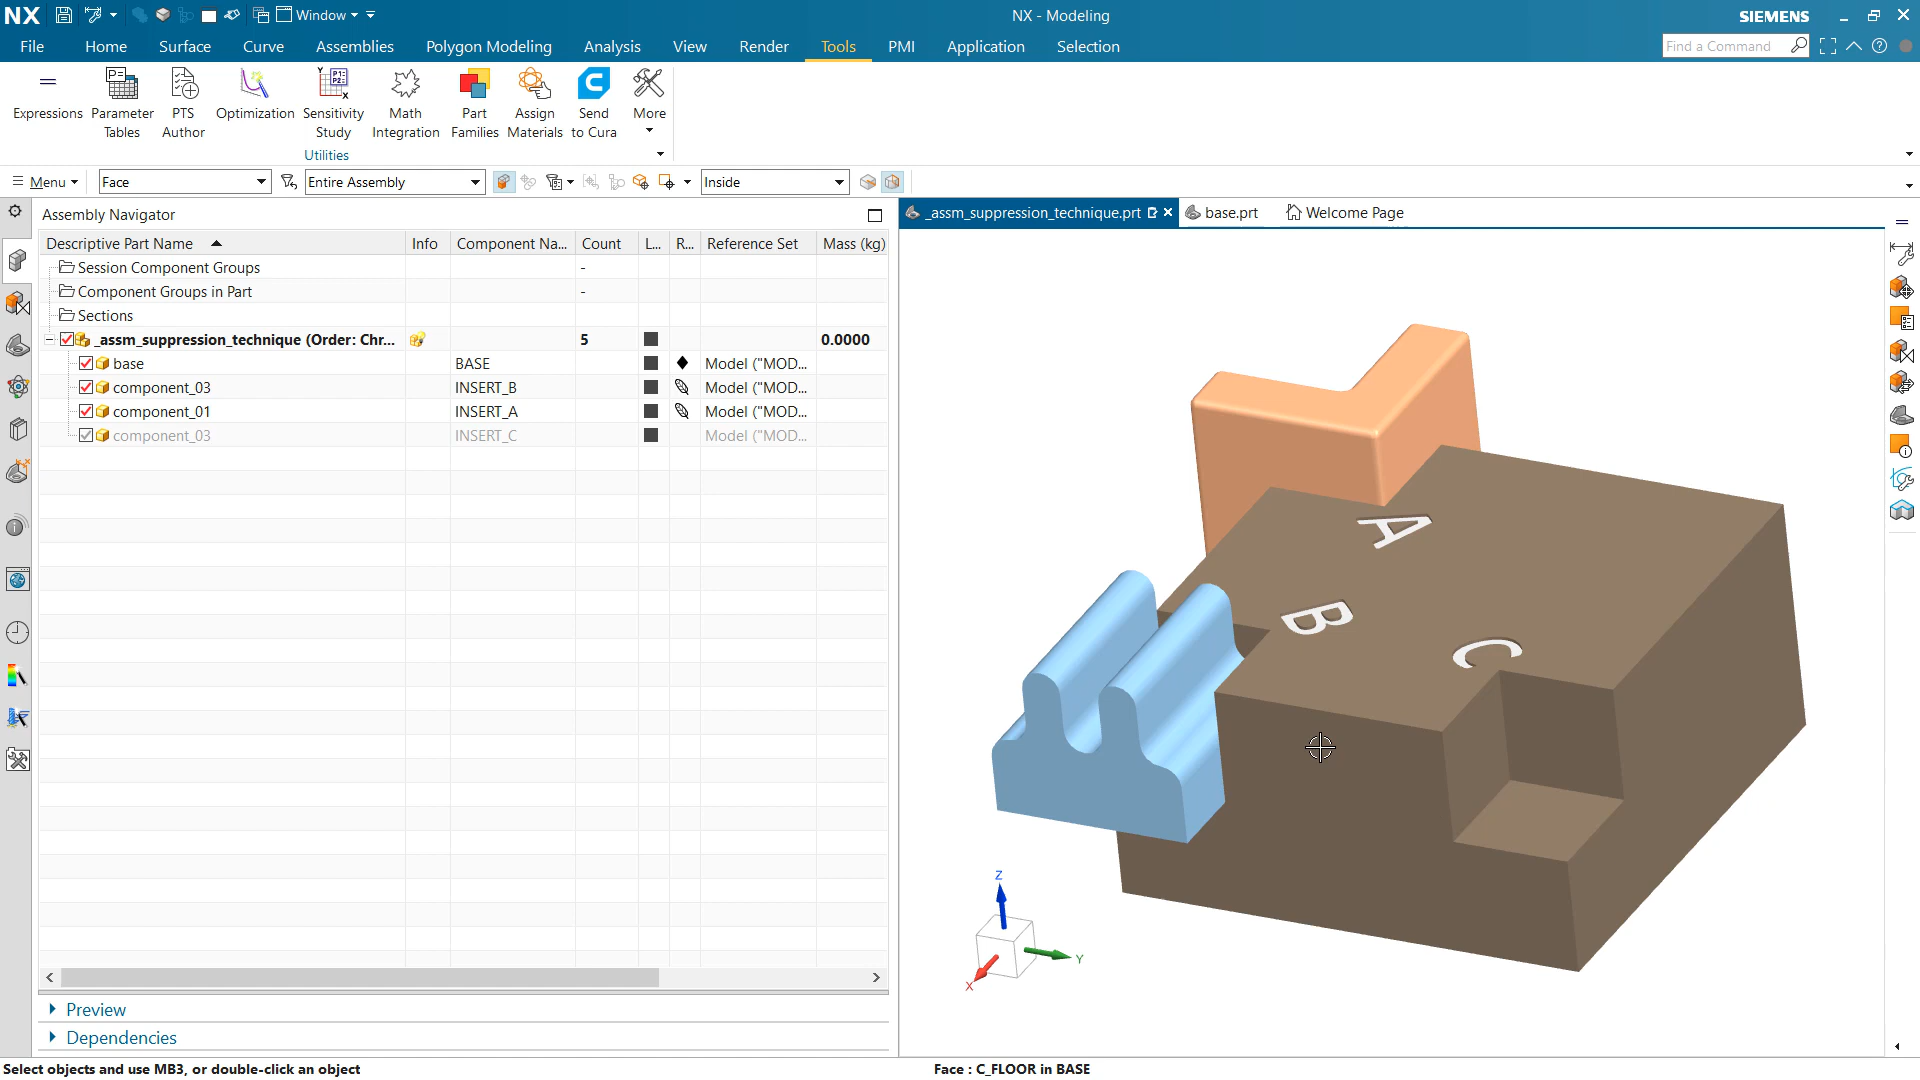 NX
Window
NX - Modeling
SIEMENS
File Home Surface Curve Assemblies Polygon Modeling Analysis View Render Tools PMI Application Selection
Find a Command
Expressions
Parameter Tables
PTS Author
Optimization
Sensitivity Study
Math Integration
Part Families
Assign Materials
Send to Cura
More
Utilities
Menu
Face
Entire Assembly
Inside
Assembly Navigator
_assm_suppression_technique.prt
base.prt
Welcome Page
Descriptive Part Name Info Component Na... Count L... R... Reference Set Mass (kg)
Session Component Groups -
Component Groups in Part -
Sections
_assm_suppression_technique (Order: Chr... 5 0.0000
base BASE Model ("MOD...
component_03 INSERT_B Model ("MOD...
component_01 INSERT_A Model ("MOD...
component_03 INSERT_C Model ("MOD...
A
B
C
Z
Y
X
Preview
Dependencies
Select objects and use MB3, or double-click an object
Face : C_FLOOR in BASE